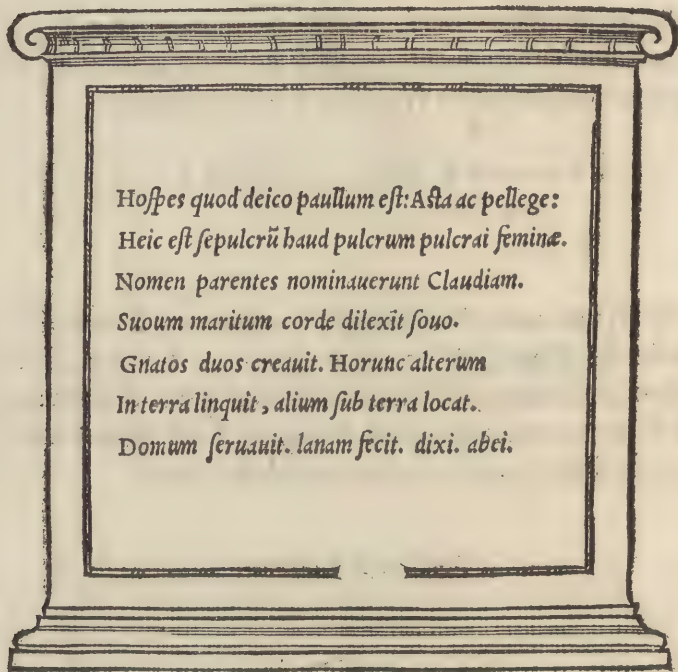 Hoſpes quod deico paullum eſt: Aſta ac pellege:
Heic eſt ſepulcrũ haud pulcrum pulcrai feminæ.
Nomen parentes nominauerunt Claudiam.
Suoum maritum corde dilexit ſouo.
Gnatos duos creauit. Horunc alterum
In terra linquit, alium ſub terra locat.
Domum ſeruauit. lanam fecit. dixi. abei.